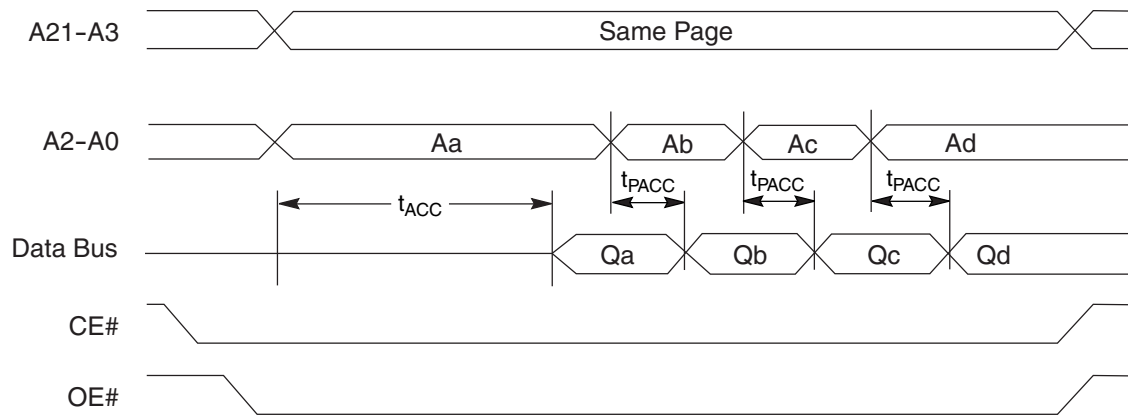 A21–A3 Same Page
A2–A0 Aa Ab Ac Ad
tACC tPACC tPACC tPACC
Data Bus Qa Qb Qc Qd
CE#
OE#